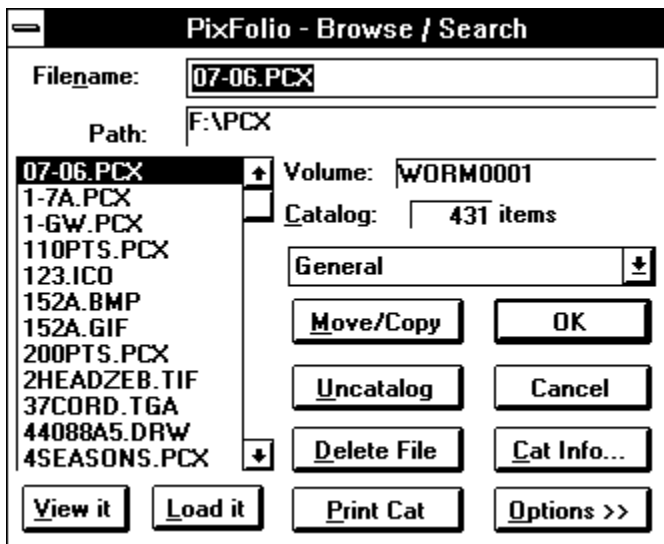 PixFolio - Browse / Search
Filename: 07-06.PCX
Path: F:\PCX
07-06.PCX
1-7A.PCX
1-GW.PCX
110PTS.PCX
123.ICO
152A.BMP
152A.GIF
200PTS.PCX
2HEADZEB.TIF
37CORD.TGA
44088A5.DRW
4SEASONS.PCX
Volume: WORM0001
Catalog: 431 items
General
Move/Copy OK
Uncatalog Cancel
Delete File Cat Info...
View it Load it Print Cat Options >>